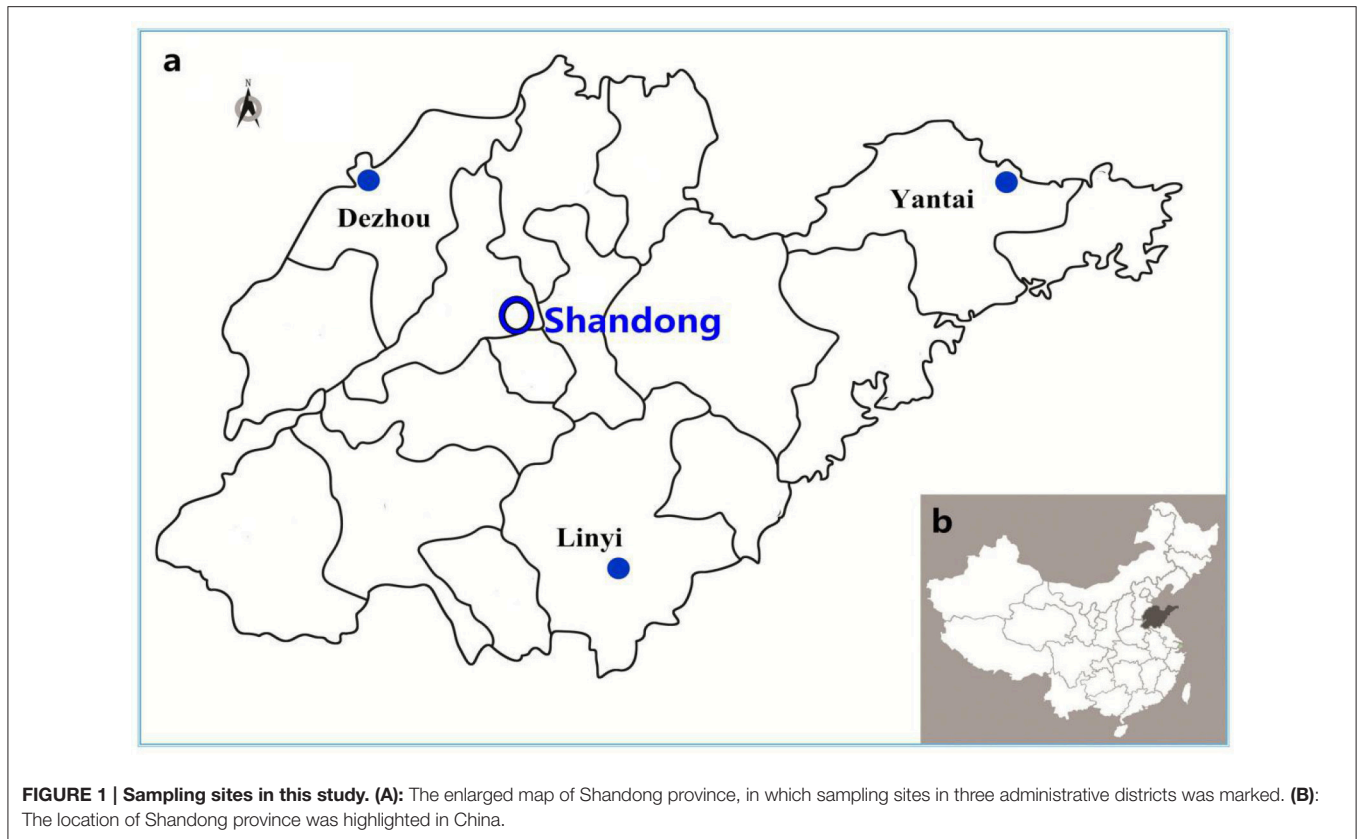 a
N
Dezhou
Yantai
Shandong
Linyi
b
FIGURE 1 | Sampling sites in this study. (A): The enlarged map of Shandong province, in which sampling sites in three administrative districts was marked. (B):
The location of Shandong province was highlighted in China.